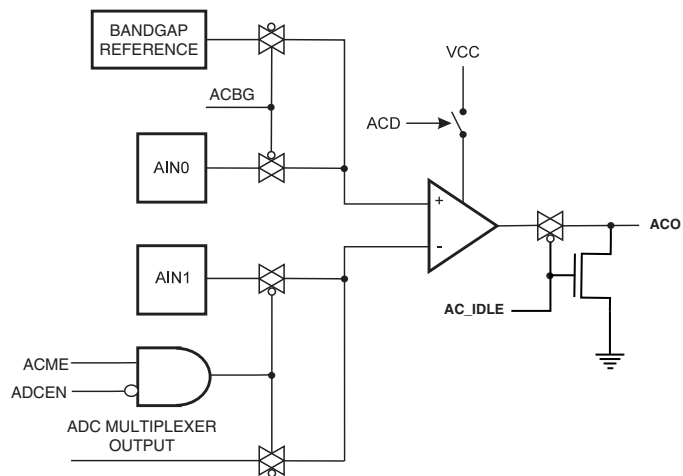 BANDGAP
REFERENCE
VCC
ACBG
ACD
AIN0
+
ACO
-
AIN1
AC_IDLE
ACME
ADCEN
ADC MULTIPLEXER
OUTPUT